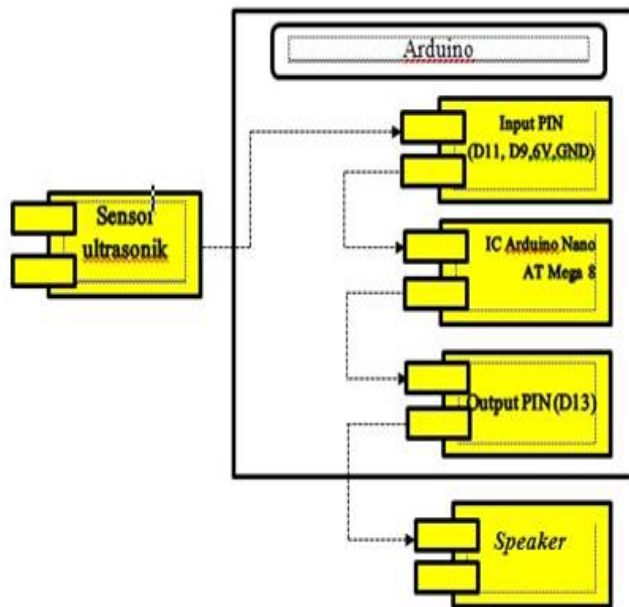 Arduino
Input PIN
(D11, D9,6V,GND)
Sensor
ultrasonik
IC Arduino Nano
AT Mega 8
Output PIN (D13)
Speaker